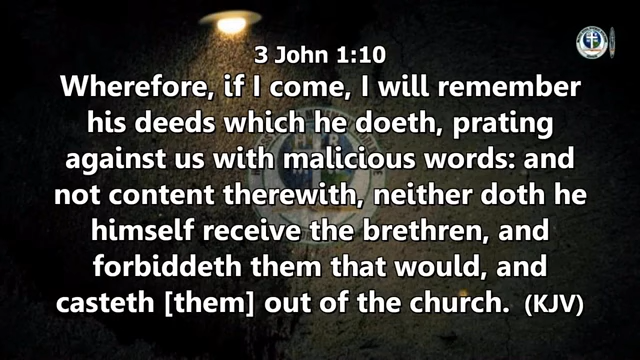 3 John 1:10
Wherefore, if I come, I will remember
his deeds which he doeth, prating
against us with malicious words: and
not content therewith, neither doth he
himself receive the brethren, and
forbiddeth them that would, and
casteth [them] out of the church. (KJV)